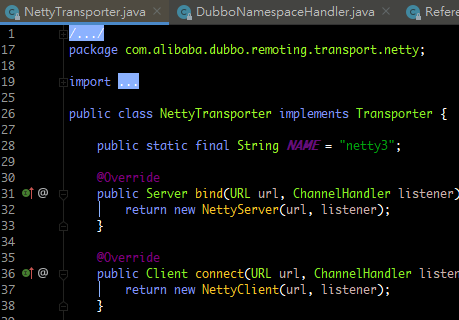 NettyTransporter.java × DubboNamespaceHandler.java × Refere
1 /.../
17 package com.alibaba.dubbo.remoting.transport.netty;
18
19 import ...
25
26 public class NettyTransporter implements Transporter {
27
28 public static final String NAME = "netty3";
29
30 @Override
31 @ public Server bind(URL url, ChannelHandler listener)
32 return new NettyServer(url, listener);
33 }
34
35 @Override
36 @ public Client connect(URL url, ChannelHandler listen
37 return new NettyClient(url, listener);
38 }